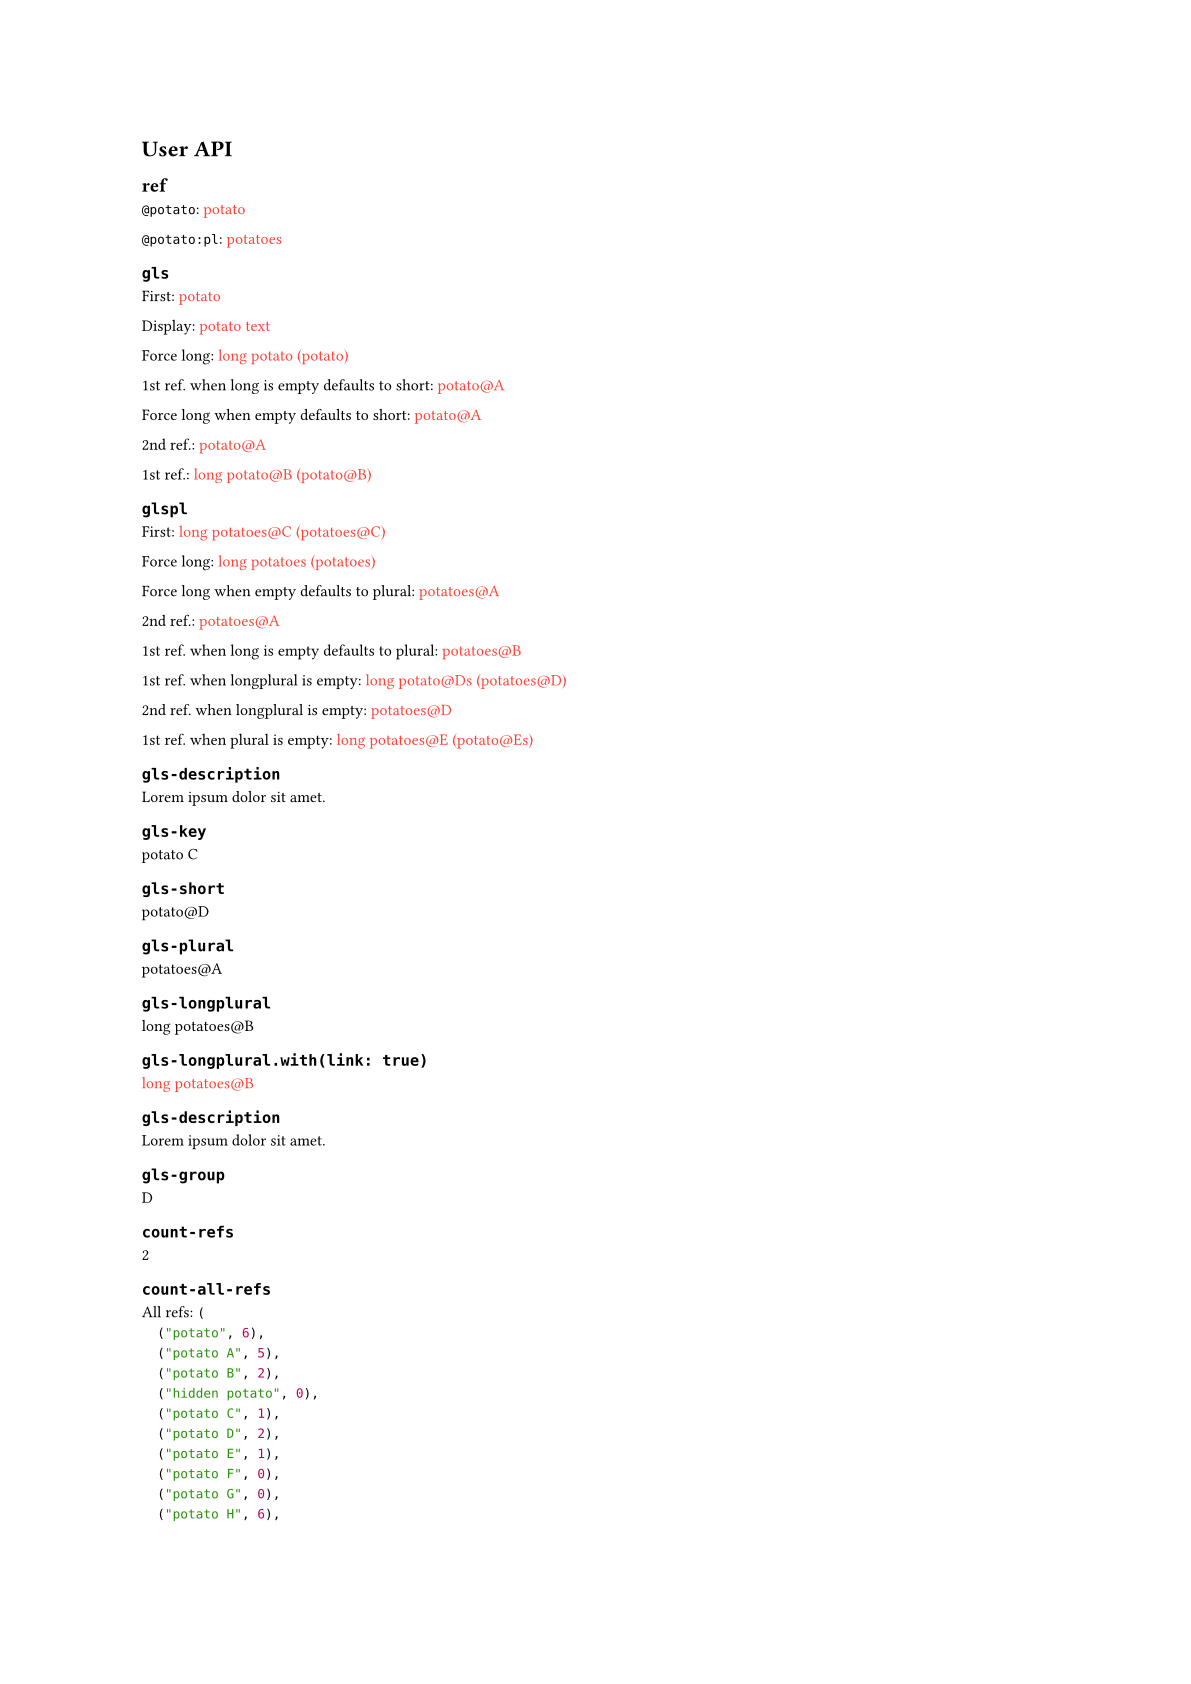 User API
ref
@potato: potato
@potato:pl: potatoes
gls
First: potato
Display: potato text
Force long: long potato (potato)
1st ref. when long is empty defaults to short: potato@A
Force long when empty defaults to short: potato@A
2nd ref.: potato@A
1st ref.: long potato@B (potato@B)
glspl
First: long potatoes@C (potatoes@C)
Force long: long potatoes (potatoes)
Force long when empty defaults to plural: potatoes@A
2nd ref.: potatoes@A
1st ref. when long is empty defaults to plural: potatoes@B
1st ref. when longplural is empty: long potato@Ds (potatoes@D)
2nd ref. when longplural is empty: potatoes@D
1st ref. when plural is empty: long potatoes@E (potato@Es)
gls-description
Lorem ipsum dolor sit amet.
gls-key
potato C
gls-short
potato@D
gls-plural
potatoes@A
gls-longplural
long potatoes@B
gls-longplural.with(link: true)
long potatoes@B
gls-description
Lorem ipsum dolor sit amet.
gls-group
D
count-refs
2
count-all-refs
All refs: (
("potato", 6),
("potato A", 5),
("potato B", 2),
("hidden potato", 0),
("potato C", 1),
("potato D", 2),
("potato E", 1),
("potato F", 0),
("potato G", 0),
("potato H", 6),